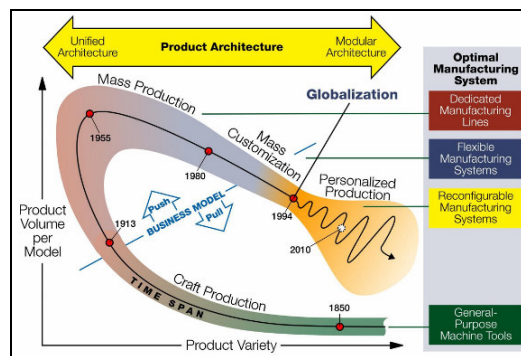 Unified
Architecture
Product Architecture
Modular
Architecture
Optimal
Manufacturing
System
Mass Production
Globalization
Dedicated
Manufacturing
Lines
1955
Mass
Customization
Flexible
Manufacturing
Systems
1980
Personalized
Production
Product
Volume
per
Model
Push
BUSINESS MODEL
Pull
1994
Reconfigurable
Manufacturing
Systems
1913
2010
TIME SPAN
Craft Production
1850
General-
Purpose
Machine Tools
Product Variety